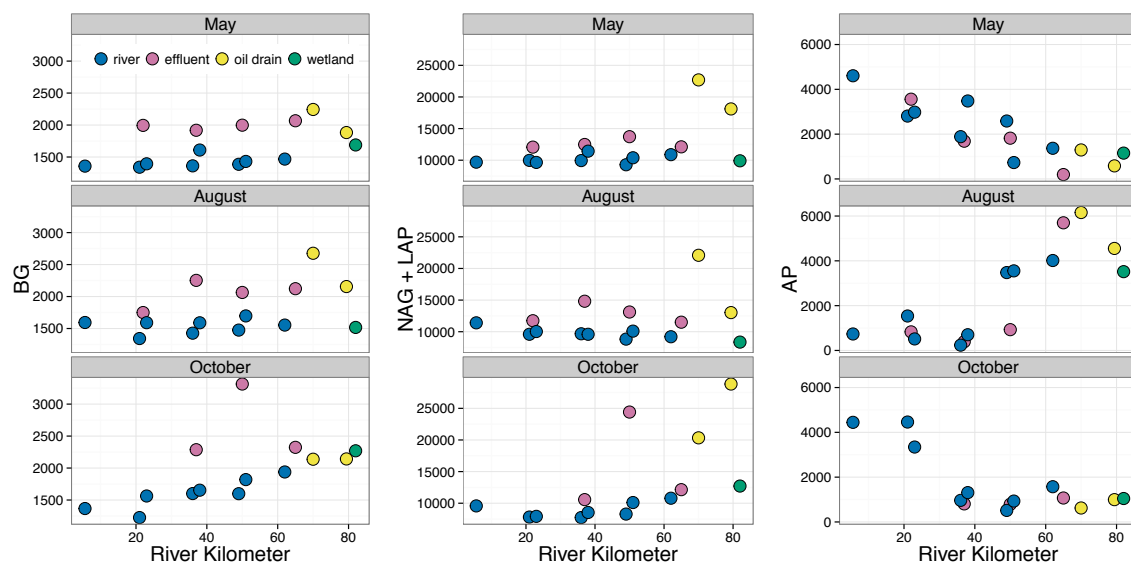 May
BG
3000
2500
2000
1500
river
effluent
oil drain
wetland
August
3000
2500
2000
1500
October
3000
2500
2000
1500
20 40 60 80
River Kilometer
May
NAG + LAP
25000
20000
15000
10000
August
25000
20000
15000
10000
October
25000
20000
15000
10000
20 40 60 80
River Kilometer
May
AP
6000
4000
2000
0
August
6000
4000
2000
0
October
6000
4000
2000
0
20 40 60 80
River Kilometer